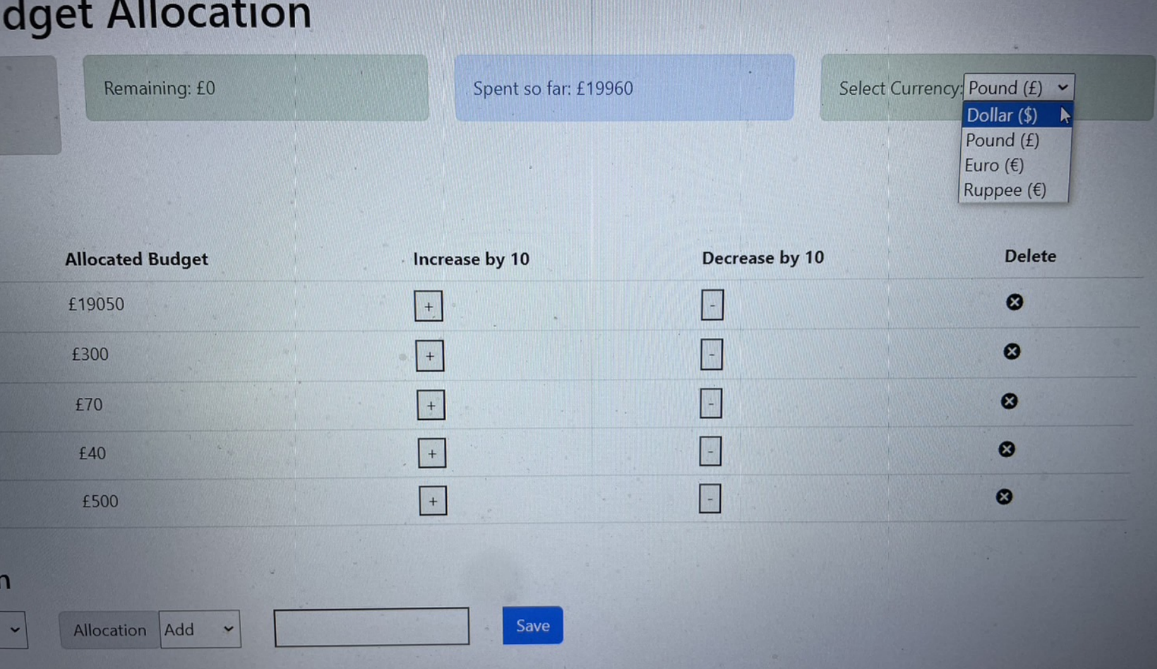 dget Allocation
Remaining: £0
Spent so far: £19960
Select Currency: Pound (£)
Dollar ($)
Pound (£)
Euro (€)
Ruppee (€)
Allocated Budget Increase by 10 Decrease by 10 Delete
£19050 + -
£300 + -
£70 + -
£40 + -
£500 + -
n
Allocation Add Save